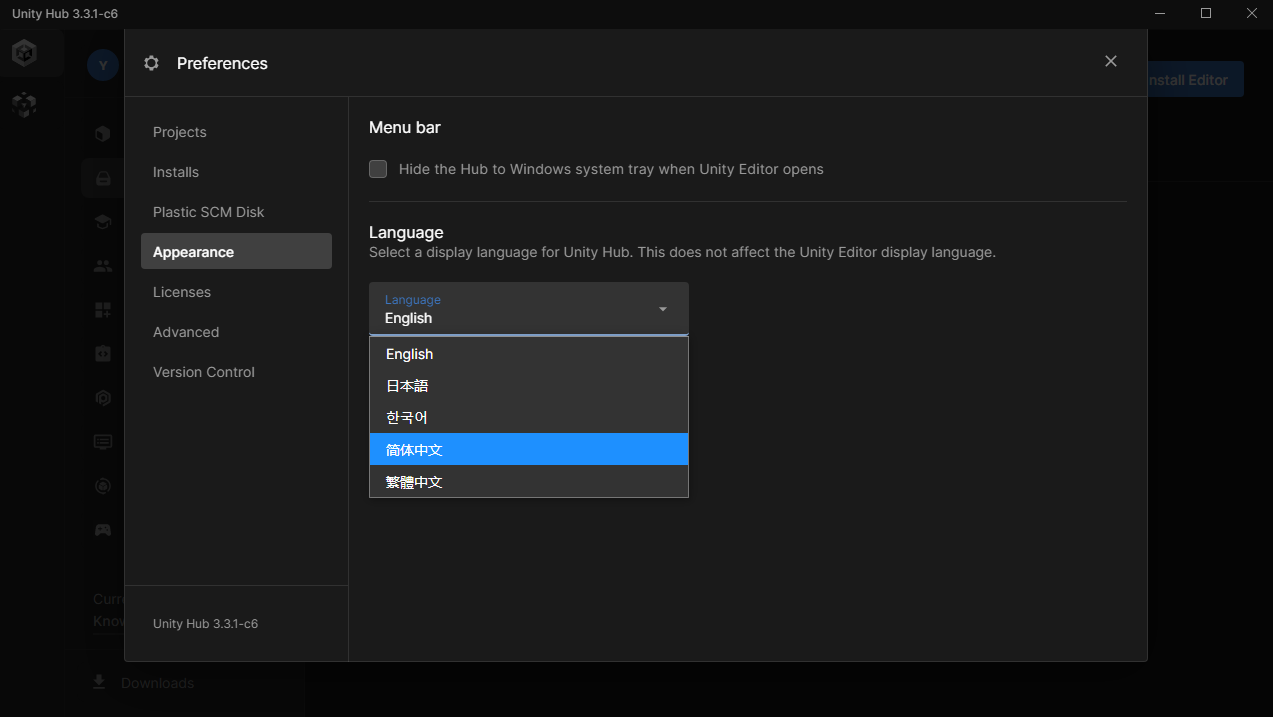 Unity Hub 3.3.1-c6
Y
Preferences
Install Editor
Projects
Installs
Plastic SCM Disk
Appearance
Licenses
Advanced
Version Control
Unity Hub 3.3.1-c6
Menu bar
Hide the Hub to Windows system tray when Unity Editor opens
Language
Select a display language for Unity Hub. This does not affect the Unity Editor display language.
Language
English
English
日本語
한국어
简体中文
繁體中文
Downloads